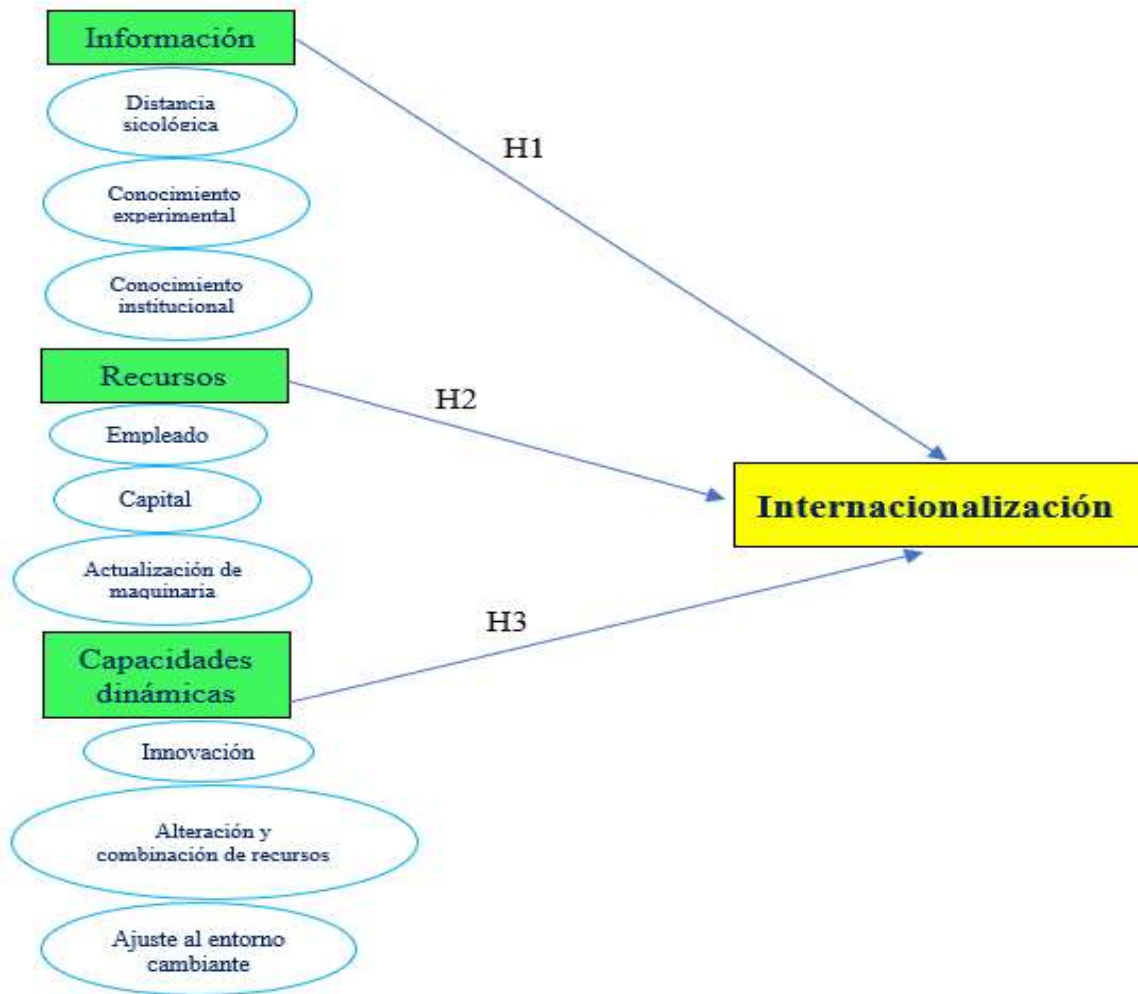 Información
Distancia
sicológica
H1
Conocimiento
experimental
Conocimiento
institucional
Recursos
H2
Empleado
Capital
Internacionalización
Actualización de
maquinaria
H3
Capacidades
dinámicas
Innovación
Alteración y
combinación de recursos
Ajuste al entorno
cambiante